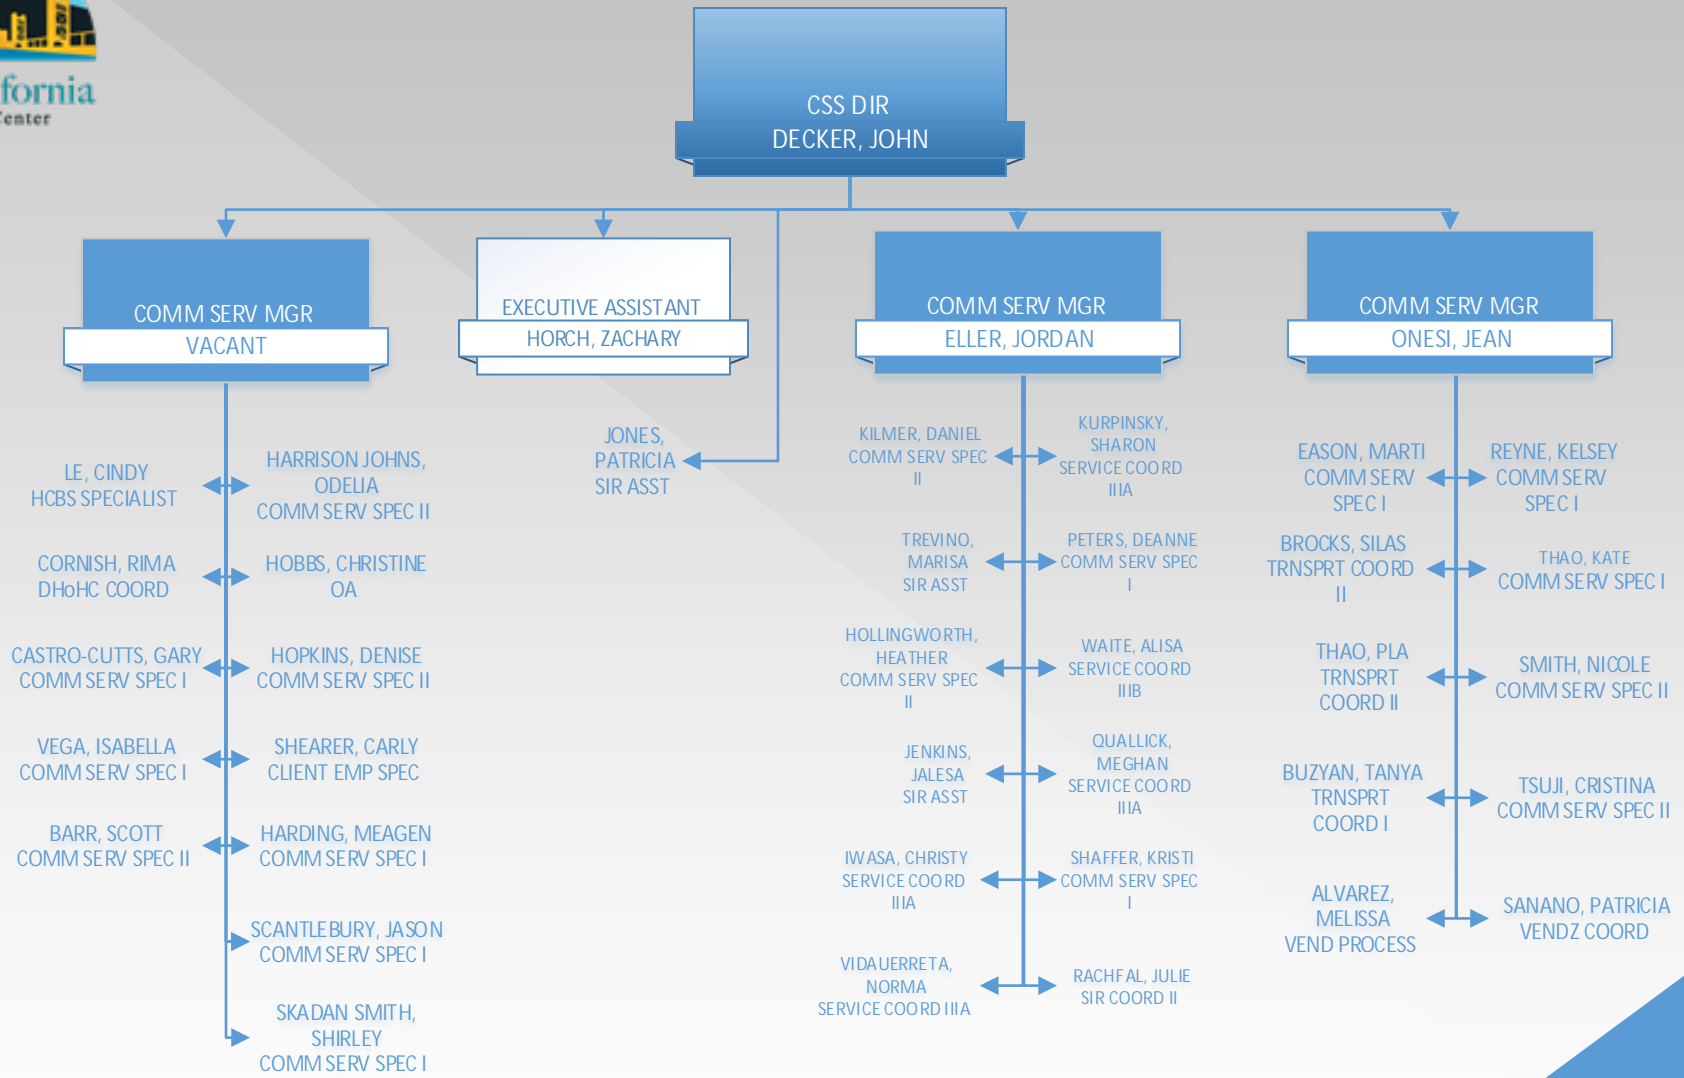 fornia
Center
CSS DIR
DECKER, JOHN
COMM SERV MGR
VACANT
LE, CINDY
HCBS SPECIALIST
HARRISON JOHNS,
ODELIA
COMM SERV SPEC II
CORNISH, RIMA
DHoHC COORD
HOBBS, CHRISTINE
OA
CASTRO-CUTTS, GARY
COMM SERV SPEC I
HOPKINS, DENISE
COMM SERV SPEC II
VEGA, ISABELLA
COMM SERV SPEC I
SHEARER, CARLY
CLIENT EMP SPEC
BARR, SCOTT
COMM SERV SPEC II
HARDING, MEAGEN
COMM SERV SPEC I
SCANTLEBURY, JASON
COMM SERV SPEC I
SKADAN SMITH,
SHIRLEY
COMM SERV SPEC I
EXECUTIVE ASSISTANT
HORCH, ZACHARY
JONES,
PATRICIA
SIR ASST
COMM SERV MGR
ELLER, JORDAN
KILMER, DANIEL
COMM SERV SPEC
II
KURPINSKY,
SHARON
SERVICE COORD
IIIA
TREVINO,
MARISA
SIR ASST
PETERS, DEANNE
COMM SERV SPEC
I
HOLLINGWORTH,
HEATHER
COMM SERV SPEC
II
WAITE, ALISA
SERVICE COORD
IIIB
JENKINS,
JALESA
SIR ASST
QUALLICK,
MEGHAN
SERVICE COORD
IIIA
IWASA, CHRISTY
SERVICE COORD
IIIA
SHAFFER, KRISTI
COMM SERV SPEC
I
VIDAUERRETA,
NORMA
SERVICE COORD IIIA
RACHFAL, JULIE
SIR COORD II
COMM SERV MGR
ONESI, JEAN
EASON, MARTI
COMM SERV
SPEC I
REYNE, KELSEY
COMM SERV
SPEC I
BROCKS, SILAS
TRNSPRT COORD
II
THAO, KATE
COMM SERV SPEC I
THAO, PLA
TRNSPRT
COORD II
SMITH, NICOLE
COMM SERV SPEC II
BUZYAN, TANYA
TRNSPRT
COORD I
TSUJI, CRISTINA
COMM SERV SPEC II
ALVAREZ,
MELISSA
VEND PROCESS
SANANO, PATRICIA
VENDZ COORD